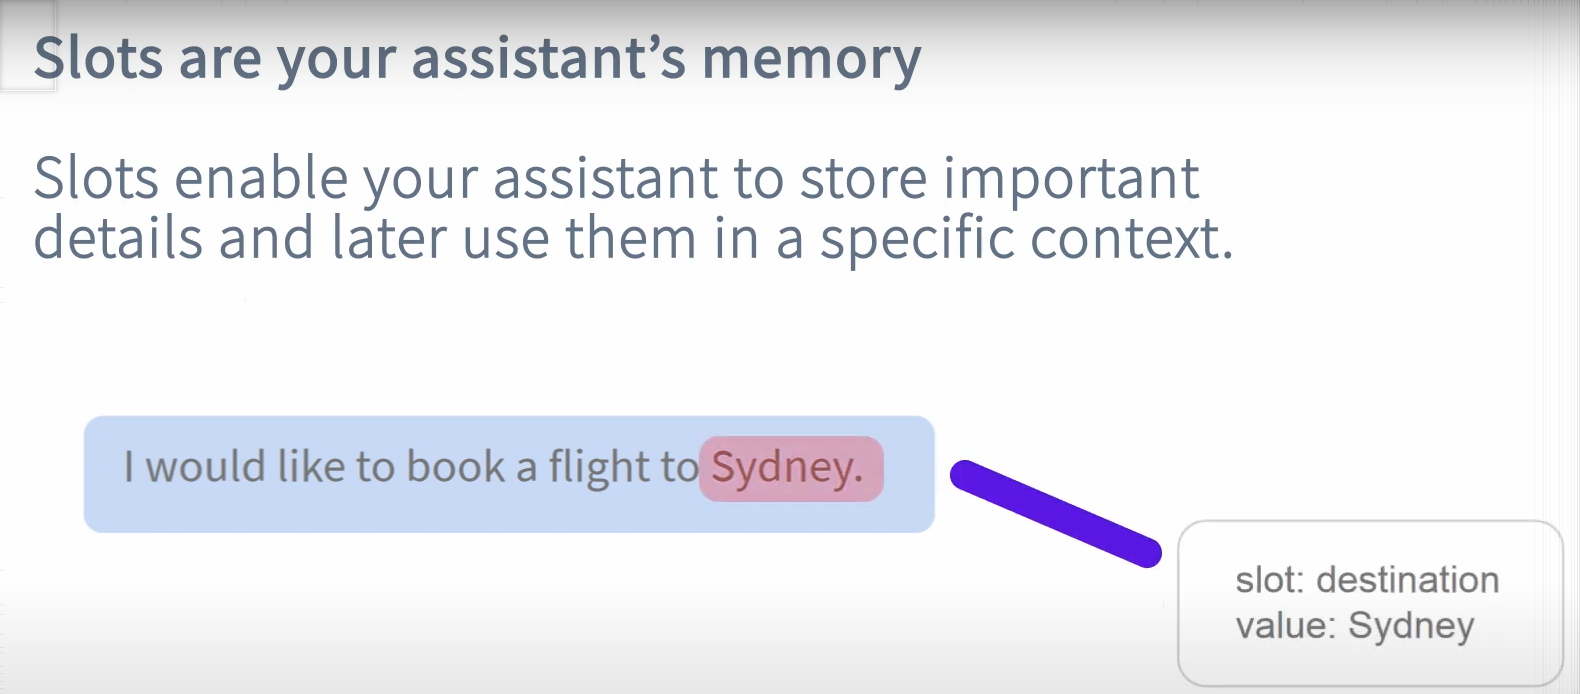 Slots are your assistant’s memory
Slots enable your assistant to store important
details and later use them in a specific context.
I would like to book a flight to Sydney.
slot: destination
value: Sydney